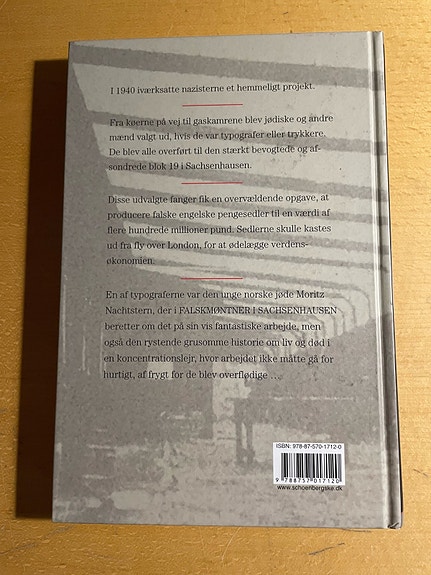 I 1940 iværksatte nazisterne et hemmeligt projekt.
Fra køerne på vej til gaskamrene blev jødiske og andre
mænd valgt ud, hvis de var typografer eller trykkere.
De blev alle overført til den stærkt bevogtede og af-
sondrede blok 19 i Sachsenhausen.
Disse udvalgte fanger fik en overvældende opgave, at
producere falske engelske pengesedler til en værdi af
flere hundrede millioner pund. Sedlerne skulle kastes
ud fra fly over London, for at ødelægge verdens-
økonomien.
En af typograferne var den unge norske jøde Moritz
Nachtstern, der i FALSKMØNTNER I SACHSENHAUSEN
beretter om det på sin vis fantastiske arbejde, men
også den rystende grusomme historie om liv og død i
en koncentrationslejr, hvor arbejdet ikke måtte gå for
hurtigt, af frygt for de blev overflødige ...
ISBN: 978-87-570-1712-0
9 788757 017120
www.schoenbergske.dk